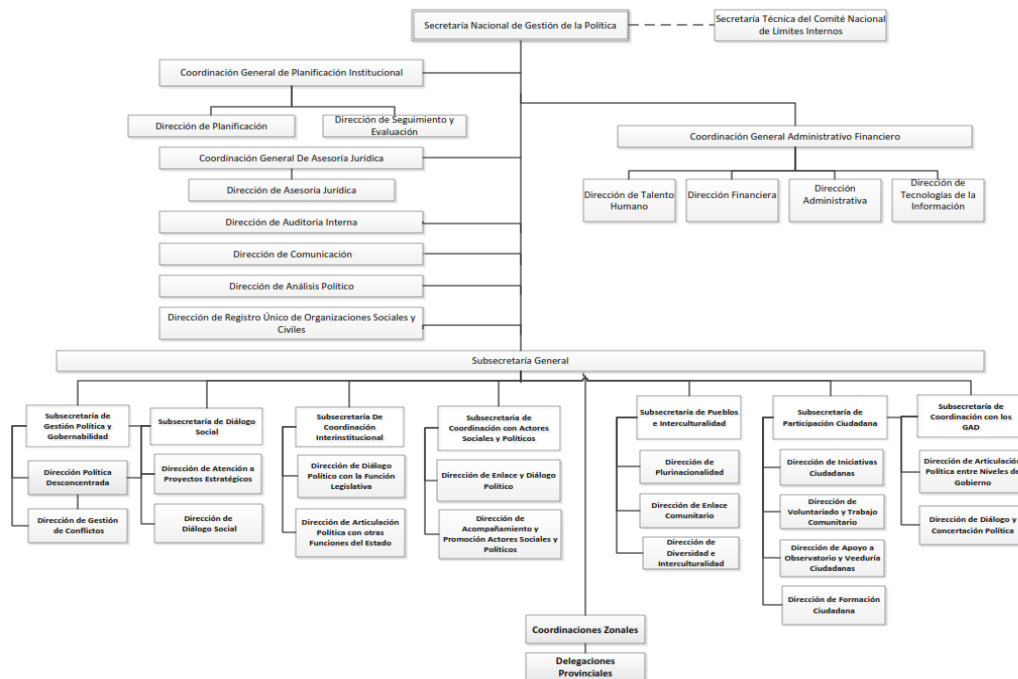 Secretaría Nacional de Gestión de la Política
Secretaría Técnica del Comité Nacional
de Límites Internos
Coordinación General de Planificación Institucional
Dirección de Planificación
Dirección de Seguimiento y
Evaluación
Coordinación General Administrativo Financiero
Coordinación General De Asesoría Jurídica
Dirección de Asesoría Jurídica
Dirección de Talento
Humano
Dirección Financiera
Dirección
Administrativa
Dirección de
Tecnologías de la
Información
Dirección de Auditoria Interna
Dirección de Comunicación
Dirección de Análisis Político
Dirección de Registro Único de Organizaciones Sociales y
Civiles
Subsecretaría General
Subsecretaría de
Gestión Política y
Gobernabilidad
Dirección Política
Desconcentrada
Dirección de Gestión
de Conflictos
Subsecretaría de Diálogo
Social
Dirección de Atención a
Proyectos Estratégicos
Dirección de
Diálogo Social
Subsecretaría De
Coordinación
Interinstitucional
Dirección de Diálogo
Político con la Función
Legislativa
Dirección de Articulación
Política con otras
Funciones del Estado
Subsecretaria de
Coordinación con Actores
Sociales y Políticos
Dirección de Enlace y Diálogo
Político
Dirección de
Acompañamiento y
Promoción Actores Sociales y
Políticos
Subsecretaría de Pueblos
e Interculturalidad
Dirección de
Plurinacionalidad
Dirección de Enlace
Comunitario
Dirección de
Diversidad e
Interculturalidad
Subsecretaría de
Participación Ciudadana
Dirección de Iniciativas
Ciudadanas
Dirección de
Voluntariado y Trabajo
Comunitario
Dirección de Apoyo a
Observatorio y Veeduría
Ciudadanas
Dirección de Formación
Ciudadana
Subsecretaría de
Coordinación con los
GAD
Dirección de Articulación
Política entre Niveles de
Gobierno
Dirección de Diálogo y
Concertación Política
Coordinaciones Zonales
Delegaciones
Provinciales